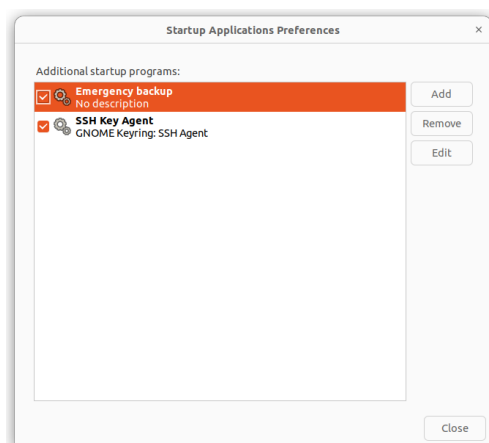 Startup Applications Preferences
×
Additional startup programs:
Emergency backup
No description
SSH Key Agent
GNOME Keyring: SSH Agent
Add
Remove
Edit
Close